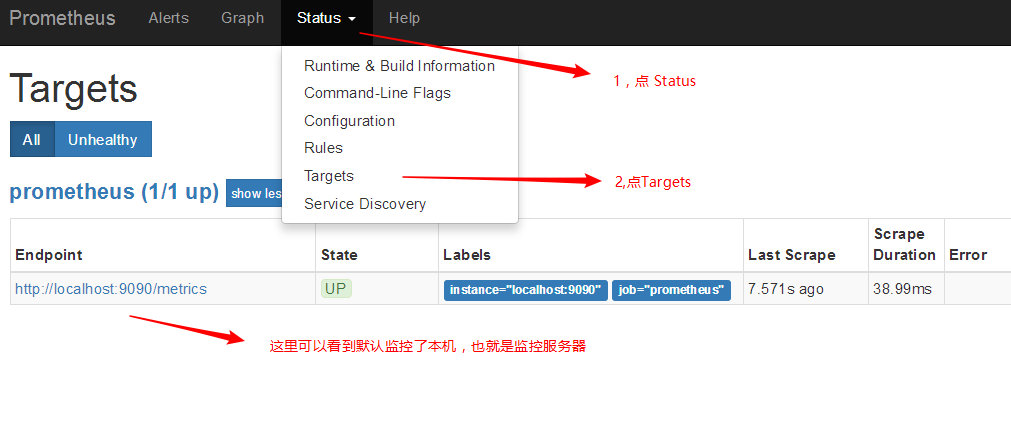 Prometheus Alerts Graph Status Help
Runtime & Build Information
Command-Line Flags
Configuration
Rules
Targets
Service Discovery
1，点 Status
2,点Targets
Targets
All Unhealthy
prometheus (1/1 up) show les
Endpoint State Labels Last Scrape Scrape Duration Error
http://localhost:9090/metrics UP instance="localhost:9090" job="prometheus" 7.571s ago 38.99ms
这里可以看到默认监控了本机，也就是监控服务器